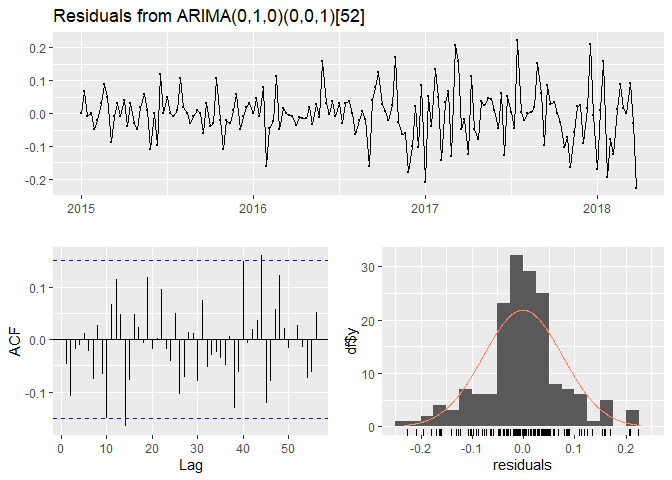 Residuals from ARIMA(0,1,0)(0,0,1)[52]
0.2
0.1
0.0
-0.1
-0.2
2015 2016 2017 2018
ACF
0.1
0.0
-0.1
0 10 20 30 40 50
Lag
df$y
30
20
10
0
-0.2 -0.1 0.0 0.1 0.2
residuals